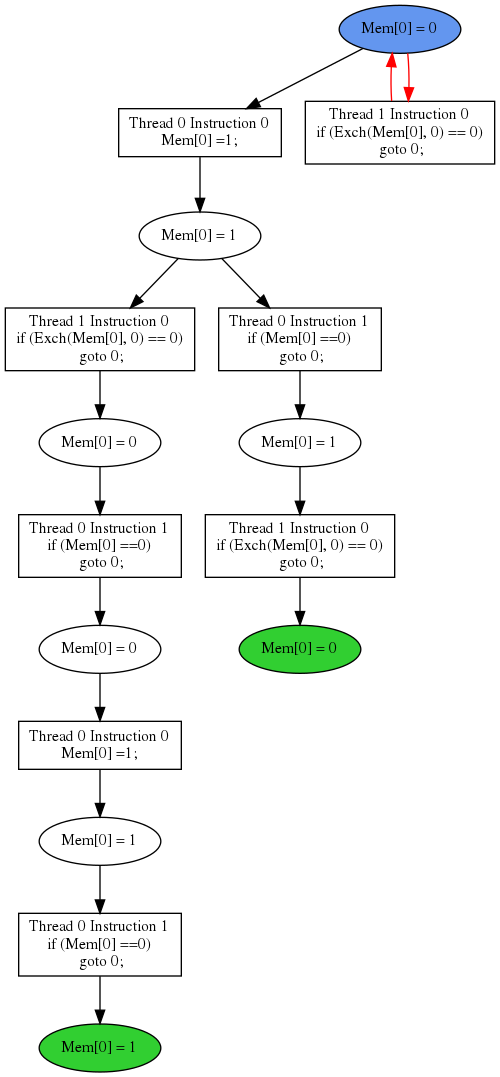 Mem[0] = 0
Thread 0 Instruction 0
Mem[0] =1;
Thread 1 Instruction 0
if (Exch(Mem[0], 0) == 0)
goto 0;
Mem[0] = 1
Thread 1 Instruction 0
if (Exch(Mem[0], 0) == 0)
goto 0;
Thread 0 Instruction 1
if (Mem[0] ==0)
goto 0;
Mem[0] = 0
Mem[0] = 1
Thread 0 Instruction 1
if (Mem[0] ==0)
goto 0;
Thread 1 Instruction 0
if (Exch(Mem[0], 0) == 0)
goto 0;
Mem[0] = 0
Mem[0] = 0
Thread 0 Instruction 0
Mem[0] =1;
Mem[0] = 1
Thread 0 Instruction 1
if (Mem[0] ==0)
goto 0;
Mem[0] = 1